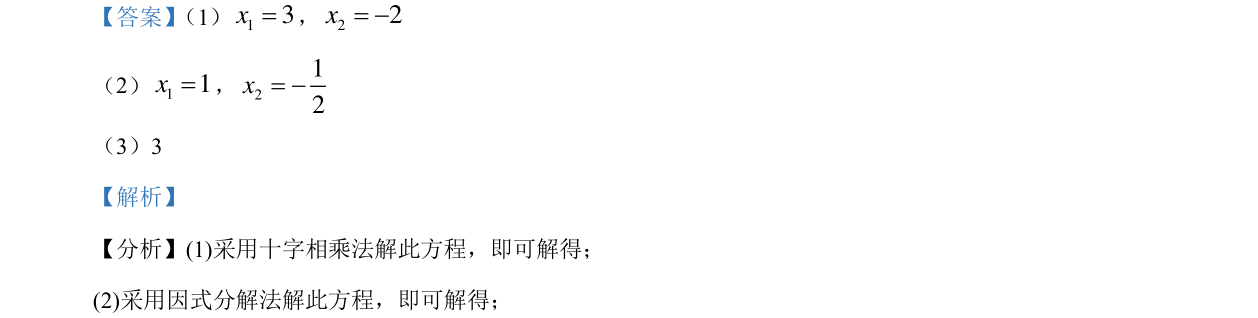 【答案】（1）x₁ = 3，x₂ = −2
（2）x₁ = 1，x₂ = −1/2
（3）3
【解析】
【分析】(1)采用十字相乘法解此方程，即可解得；
(2)采用因式分解法解此方程，即可解得；